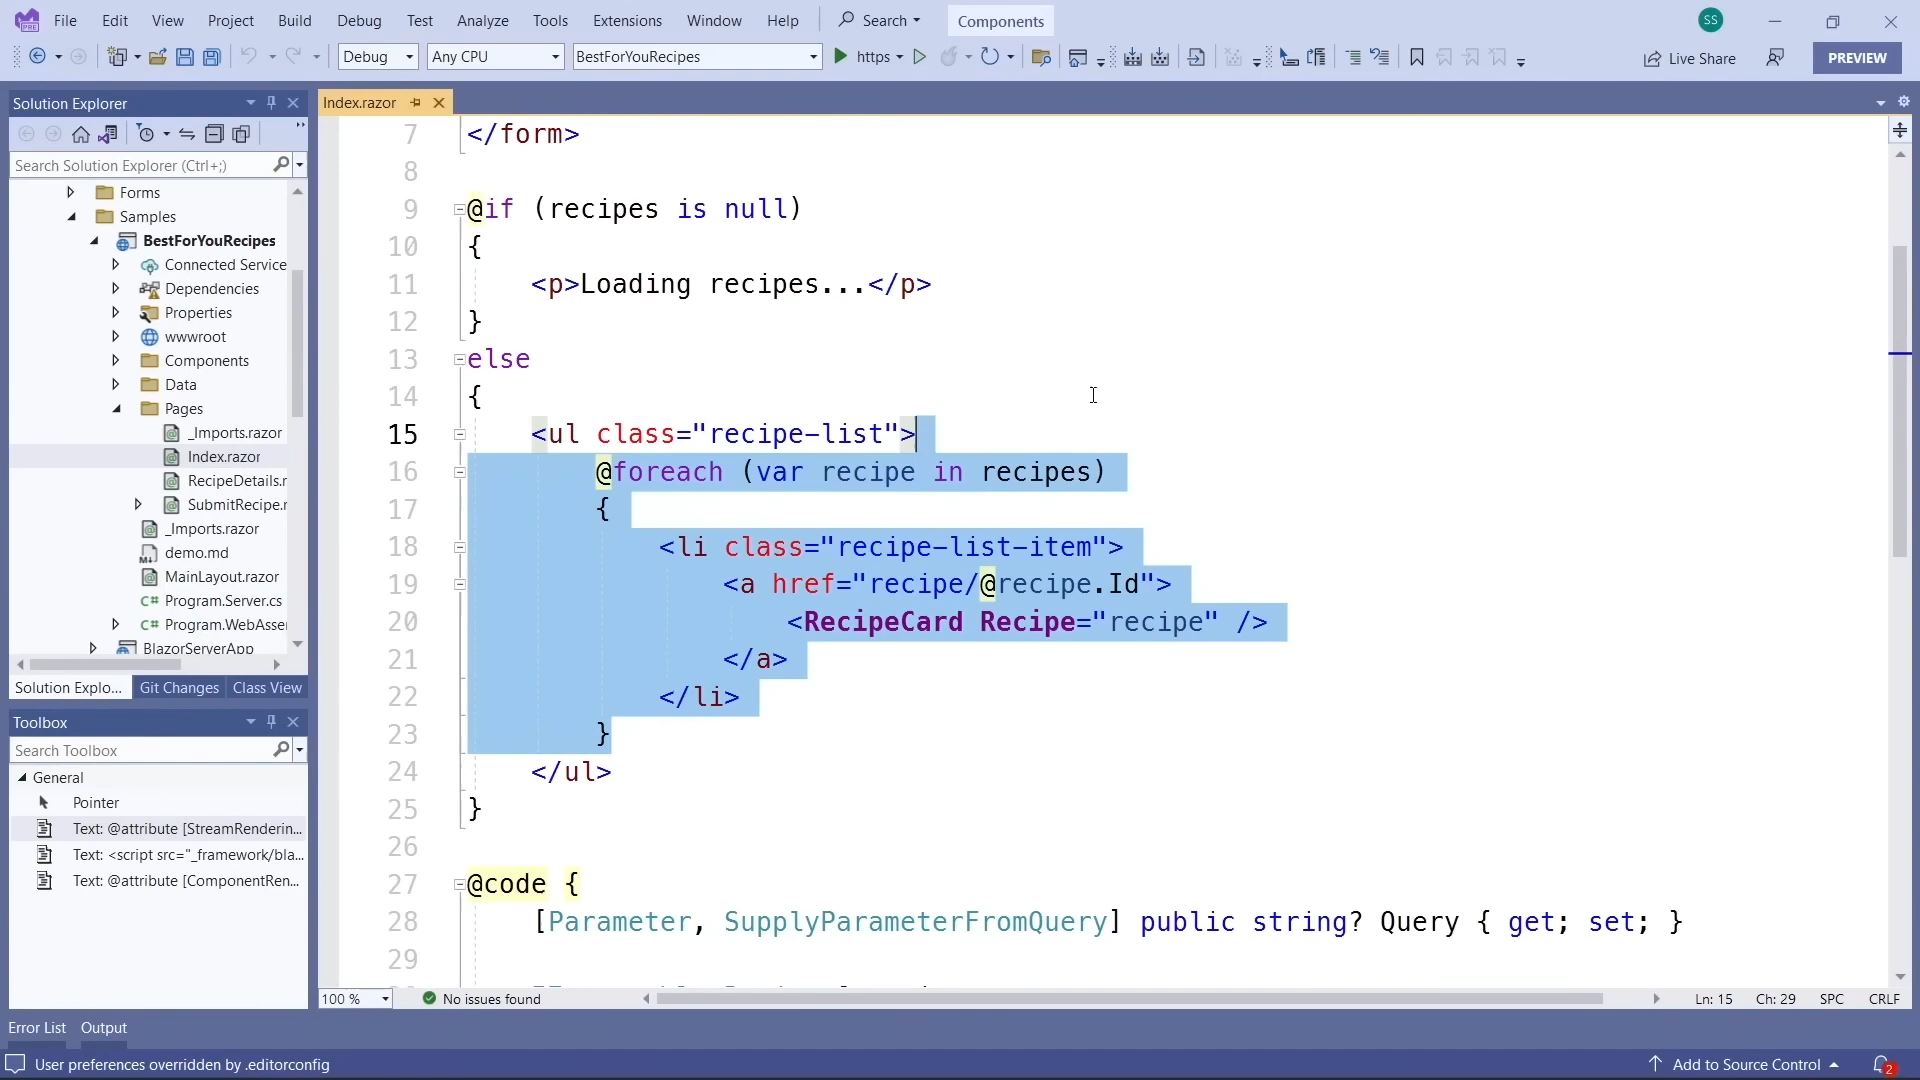 File Edit View Project Build Debug Test Analyze Tools Extensions Window Help Search Components SS
Debug Any CPU BestForYouRecipes https Live Share PREVIEW
Solution Explorer
Search Solution Explorer (Ctrl+;)
Forms
Samples
BestForYouRecipes
Connected Service
Dependencies
Properties
wwwroot
Components
Data
Pages
_Imports.razor
Index.razor
RecipeDetails.r
SubmitRecipe.r
_Imports.razor
demo.md
MainLayout.razor
C# Program.Server.cs
C# Program.WebAsser
BlazorServerApp
Solution Explo... Git Changes Class View
Toolbox
Search Toolbox
General
Pointer
Text: @attribute [StreamRenderin...
Text: <script src="_framework/bla...
Text: @attribute [ComponentRen...
Index.razor
7 </form>
8
9 @if (recipes is null)
10 {
11 <p>Loading recipes...</p>
12 }
13 else
14 {
15 <ul class="recipe-list">
16 @foreach (var recipe in recipes)
17 {
18 <li class="recipe-list-item">
19 <a href="recipe/@recipe.Id">
20 <RecipeCard Recipe="recipe" />
21 </a>
22 </li>
23 }
24 </ul>
25 }
26
27 @code {
28 [Parameter, SupplyParameterFromQuery] public string? Query { get; set; }
29
100 % No issues found Ln: 15 Ch: 29 SPC CRLF
Error List Output
User preferences overridden by .editorconfig Add to Source Control 2